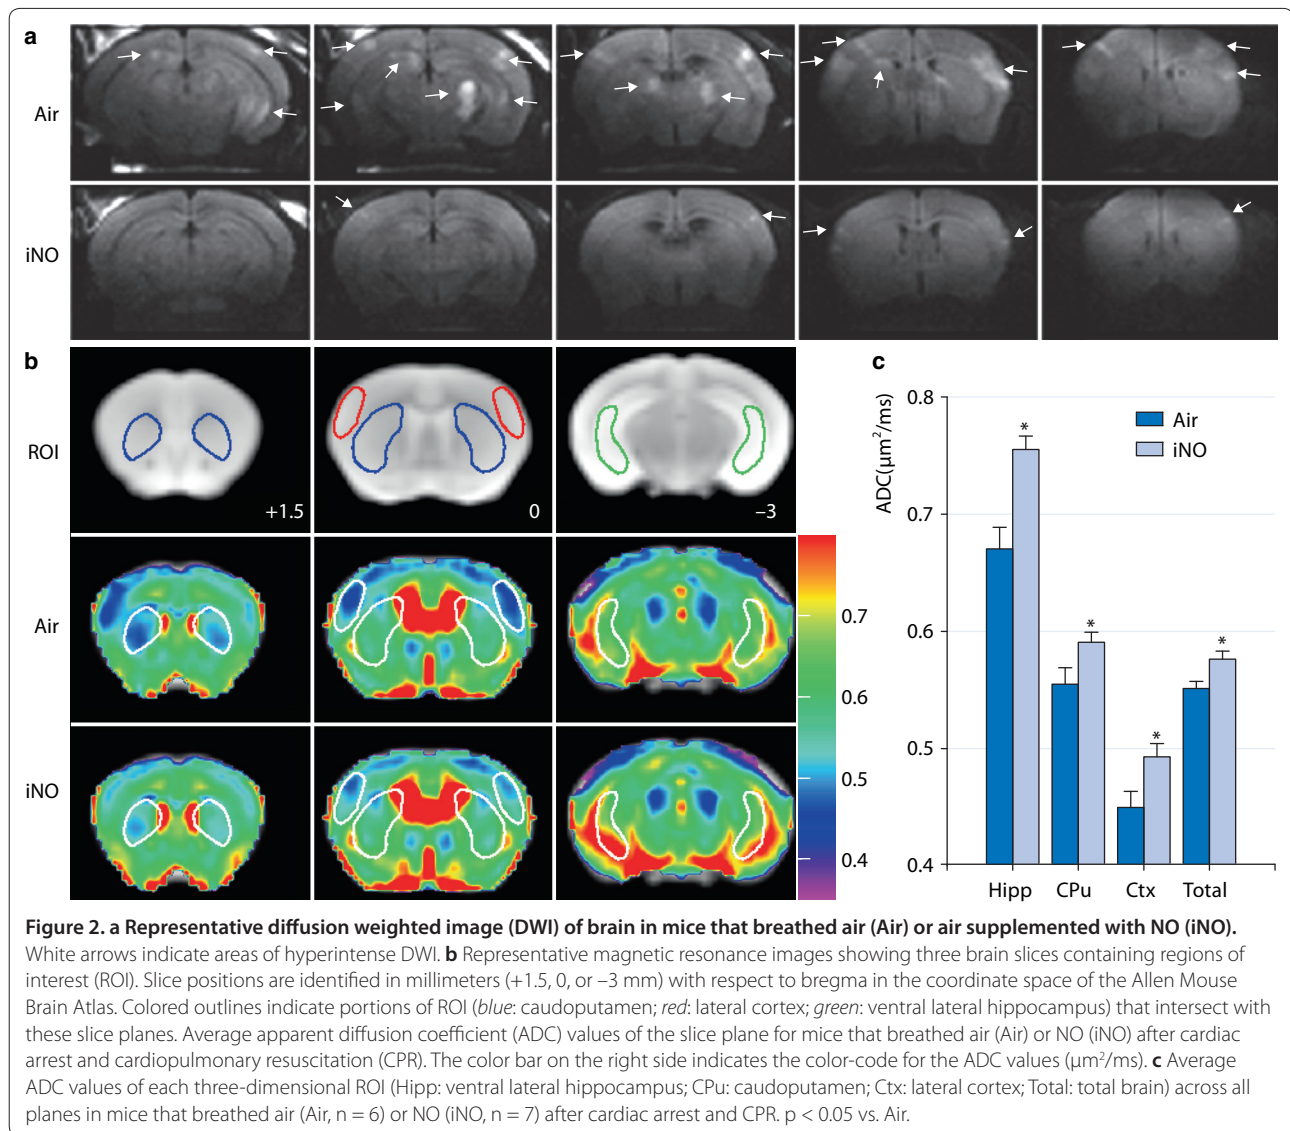 a
Air
iNO
b
ROI
+1.5
0
−3
Air
iNO
0.7
0.6
0.5
0.4
c
0.8
0.7
0.6
0.5
0.4
ADC(µm²/ms)
Air
iNO
*
*
*
*
Hipp
CPu
Ctx
Total
Figure 2. a Representative diffusion weighted image (DWI) of brain in mice that breathed air (Air) or air supplemented with NO (iNO).
White arrows indicate areas of hyperintense DWI. b Representative magnetic resonance images showing three brain slices containing regions of
interest (ROI). Slice positions are identified in millimeters (+1.5, 0, or −3 mm) with respect to bregma in the coordinate space of the Allen Mouse
Brain Atlas. Colored outlines indicate portions of ROI (blue: caudoputamen; red: lateral cortex; green: ventral lateral hippocampus) that intersect with
these slice planes. Average apparent diffusion coefficient (ADC) values of the slice plane for mice that breathed air (Air) or NO (iNO) after cardiac
arrest and cardiopulmonary resuscitation (CPR). The color bar on the right side indicates the color-code for the ADC values (µm²/ms). c Average
ADC values of each three-dimensional ROI (Hipp: ventral lateral hippocampus; CPu: caudoputamen; Ctx: lateral cortex; Total: total brain) across all
planes in mice that breathed air (Air, n = 6) or NO (iNO, n = 7) after cardiac arrest and CPR. p < 0.05 vs. Air.